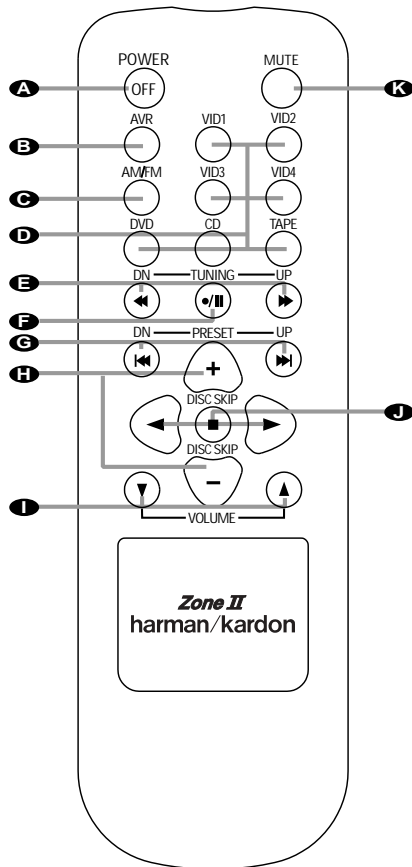 POWER MUTE
A OFF K
AVR VID1 VID2
B
AM/FM VID3 VID4
C
D DVD CD TAPE
E DN TUNING UP
F
G DN PRESET UP
H +
DISC SKIP
J
DISC SKIP
−
I VOLUME
Zone II
harman/kardon